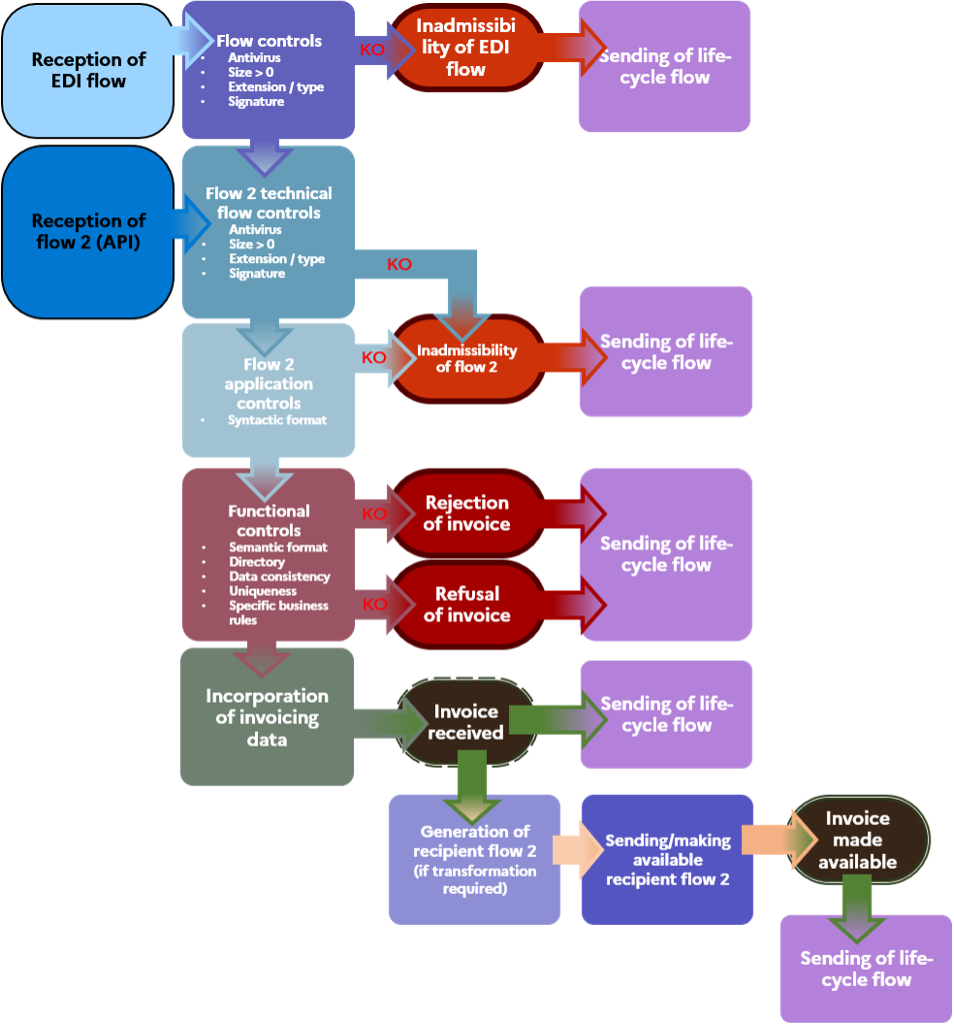 Reception of
EDI flow
Flow controls
• Antivirus
• Size > 0
• Extension / type
• Signature
KO
Inadmissibi
lity of EDI
flow
Sending of life-
cycle flow
Reception of
flow 2 (API)
Flow 2 technical
flow controls
• Antivirus
• Size > 0
• Extension / type
• Signature
KO
Flow 2
application
controls
• Syntactic format
KO
Inadmissibility
of flow 2
Sending of life-
cycle flow
Functional
controls
• Semantic format
• Directory
• Data consistency
• Uniqueness
• Specific business
rules
KO
Rejection
of invoice
KO
Refusal
of invoice
Sending of life-
cycle flow
Incorporation
of invoicing
data
Invoice
received
Sending of life-
cycle flow
Generation of
recipient flow 2
(if transformation
required)
Sending/making
available
recipient flow 2
Invoice
made
available
Sending of life-
cycle flow